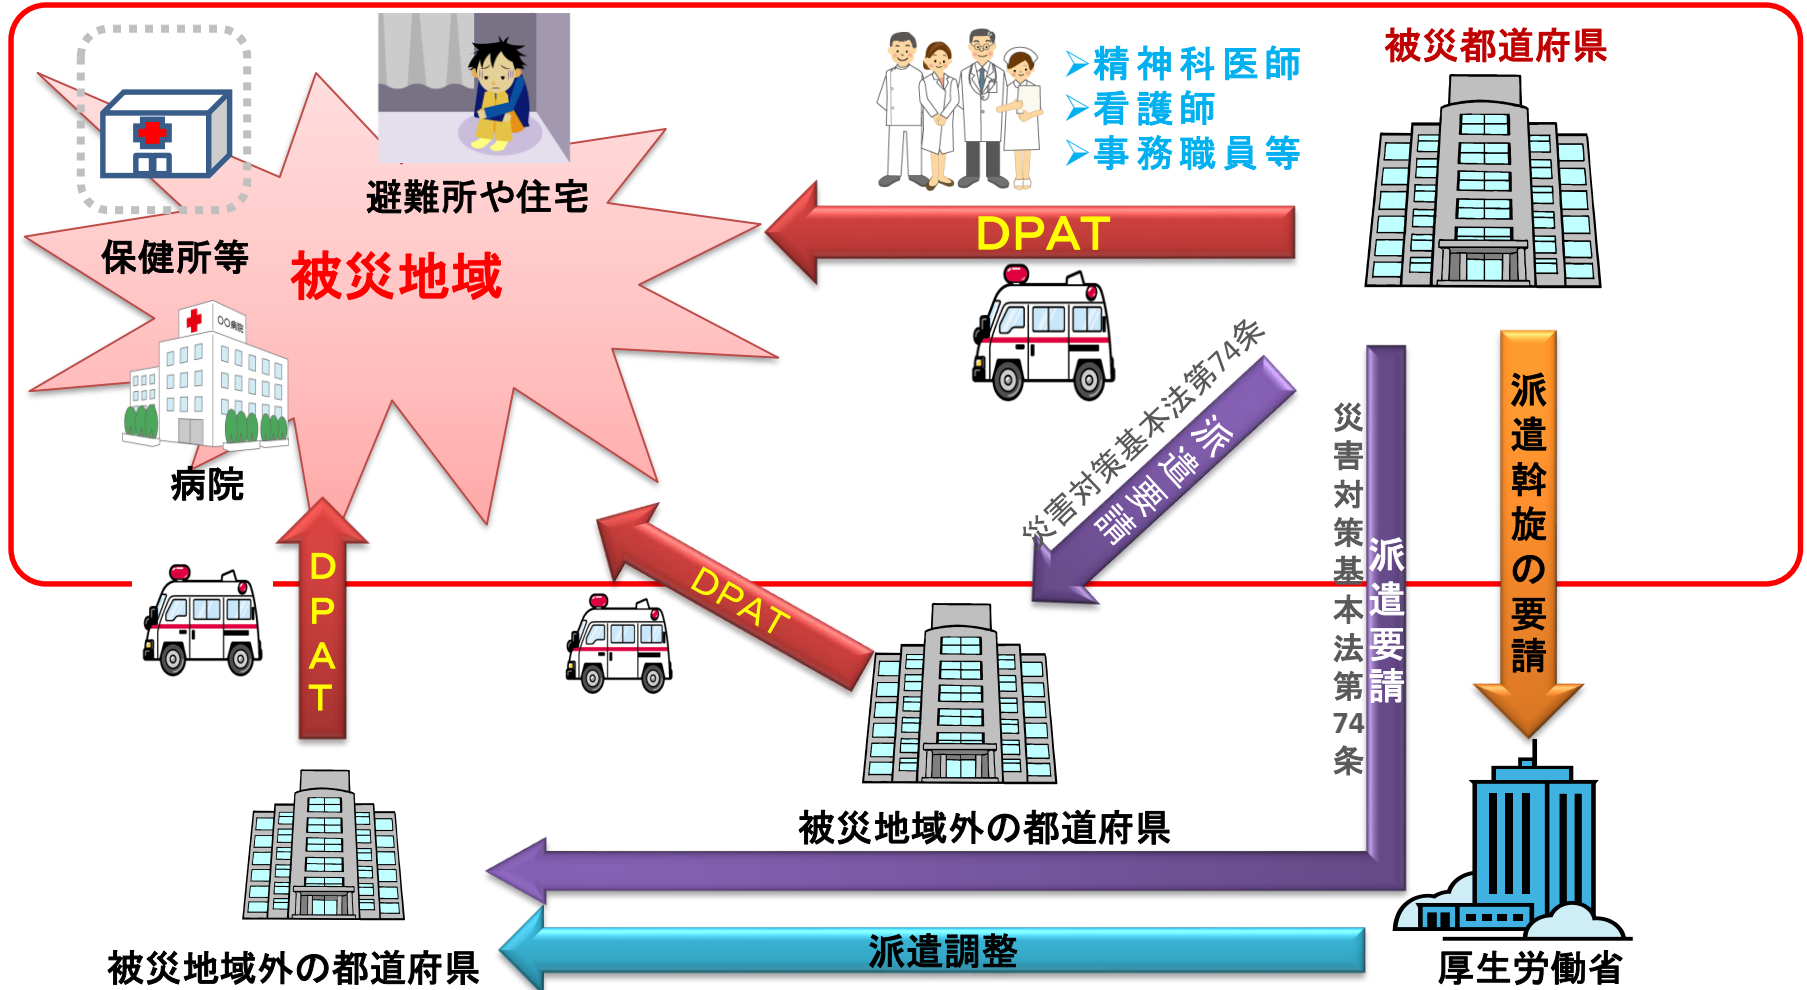 被災都道府県
➢精神科医師
➢看護師
➢事務職員等
避難所や住宅
保健所等
被災地域
〇〇病院
病院
DPAT
災害対策基本法第74条
派遣要請
災害対策基本法第74条
派遣要請
派遣斡旋の要請
DPAT
DPAT
被災地域外の都道府県
被災地域外の都道府県
派遣調整
厚生労働省